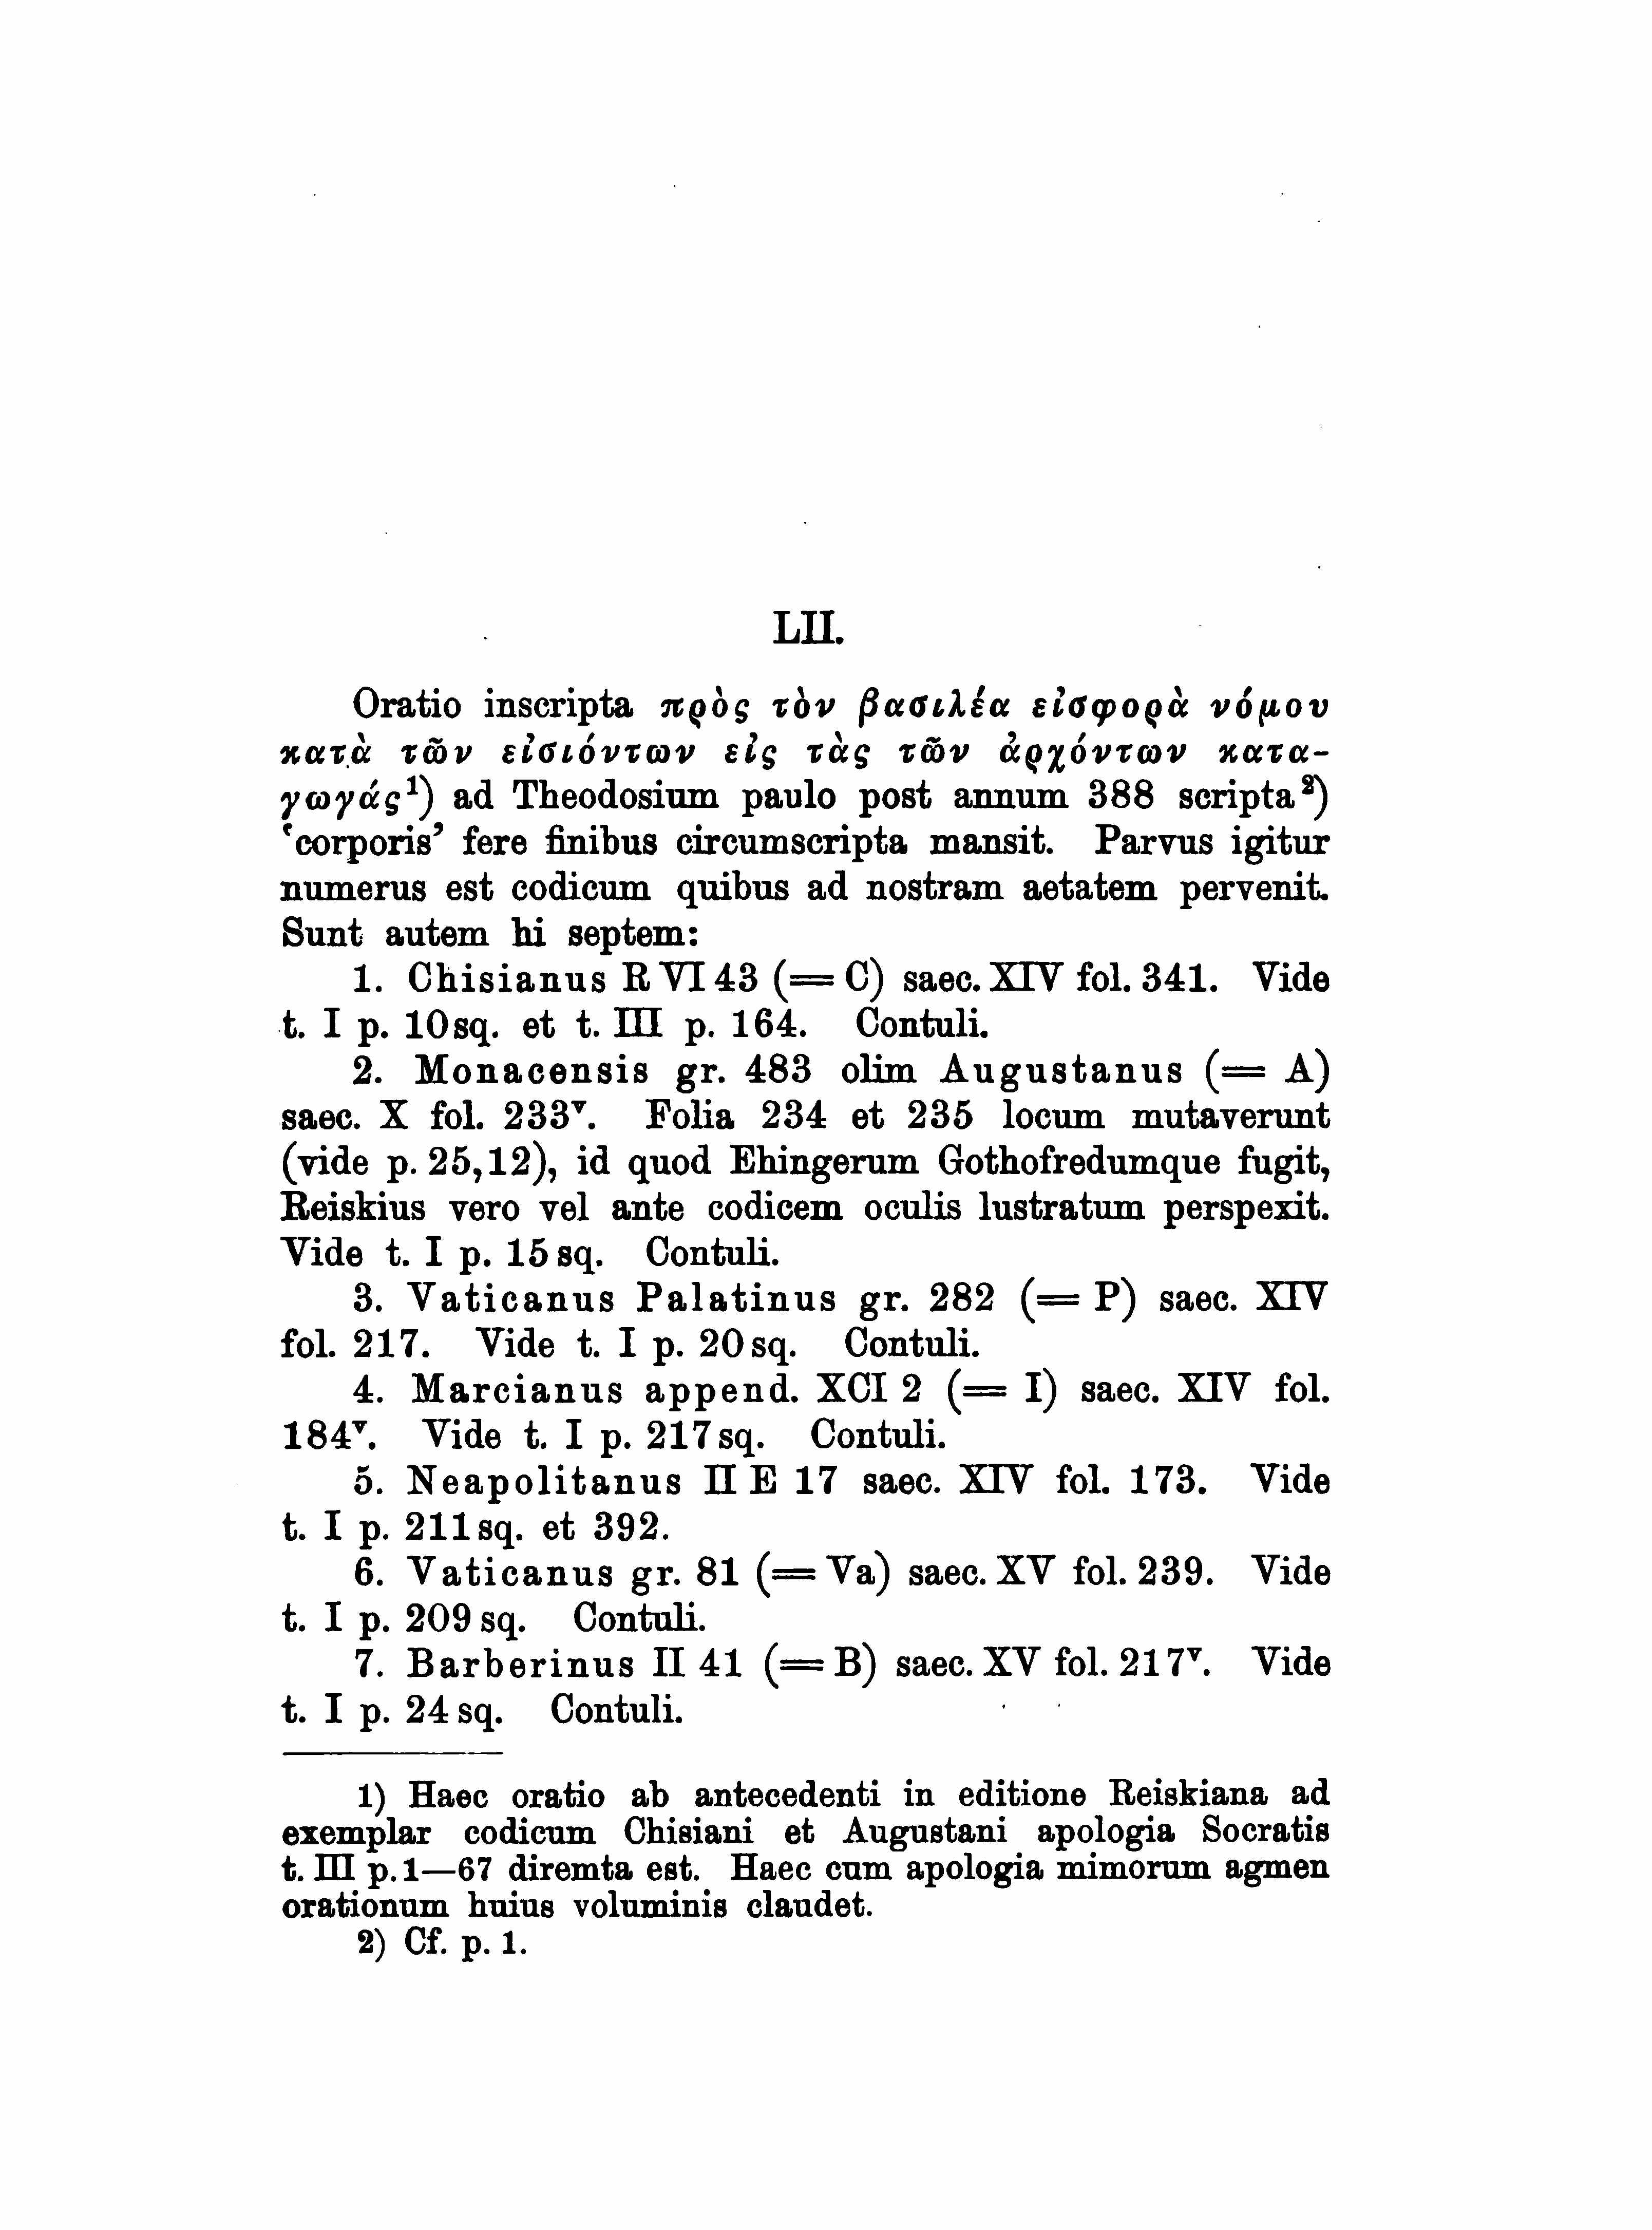 LII.
Oratio inscripta πρὸς τὸν βασιλέα εἰσφορὰ νόμου
κατὰ τῶν εἰσιόντων εἰς τὰς τῶν ἀρχόντων κατα-
γωγάς¹) ad Theodosium paulo post annum 388 scripta²)
‘corporis’ fere finibus circumscripta mansit. Parvus igitur
numerus est codicum quibus ad nostram aetatem pervenit.
Sunt autem hi septem:
1. Chisianus R VI 43 (= C) saec. XIV fol. 341. Vide
t. I p. 10 sq. et t. III p. 164. Contuli.
2. Monacensis gr. 483 olim Augustanus (= A)
saec. X fol. 233ᵛ. Folia 234 et 235 locum mutaverunt
(vide p. 25,12), id quod Ehingerum Gothofredumque fugit,
Reiskius vero vel ante codicem oculis lustratum perspexit.
Vide t. I p. 15 sq. Contuli.
3. Vaticanus Palatinus gr. 282 (= P) saec. XIV
fol. 217. Vide t. I p. 20 sq. Contuli.
4. Marcianus append. XCI 2 (= I) saec. XIV fol.
184ᵛ. Vide t. I p. 217 sq. Contuli.
5. Neapolitanus II E 17 saec. XIV fol. 173. Vide
t. I p. 211 sq. et 392.
6. Vaticanus gr. 81 (= Va) saec. XV fol. 239. Vide
t. I p. 209 sq. Contuli.
7. Barberinus II 41 (= B) saec. XV fol. 217ᵛ. Vide
t. I p. 24 sq. Contuli.
1) Haec oratio ab antecedenti in editione Reiskiana ad
exemplar codicum Chisiani et Augustani apologia Socratis
t. III p. 1—67 diremta est. Haec cum apologia mimorum agmen
orationum huius voluminis claudet.
2) Cf. p. 1.